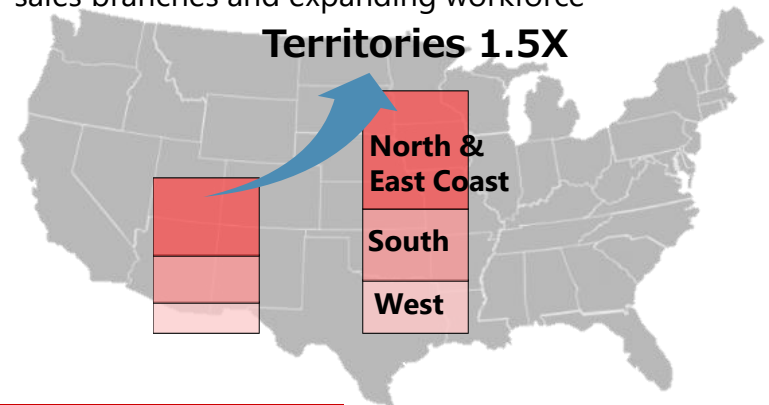 sales branches and expanding workforce
Territories 1.5X
North &
East Coast
South
West